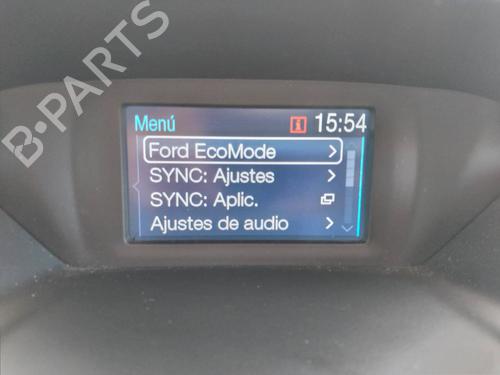 B-PARTS
Menú 15:54
Ford EcoMode
SYNC: Ajustes
SYNC: Aplic.
Ajustes de audio